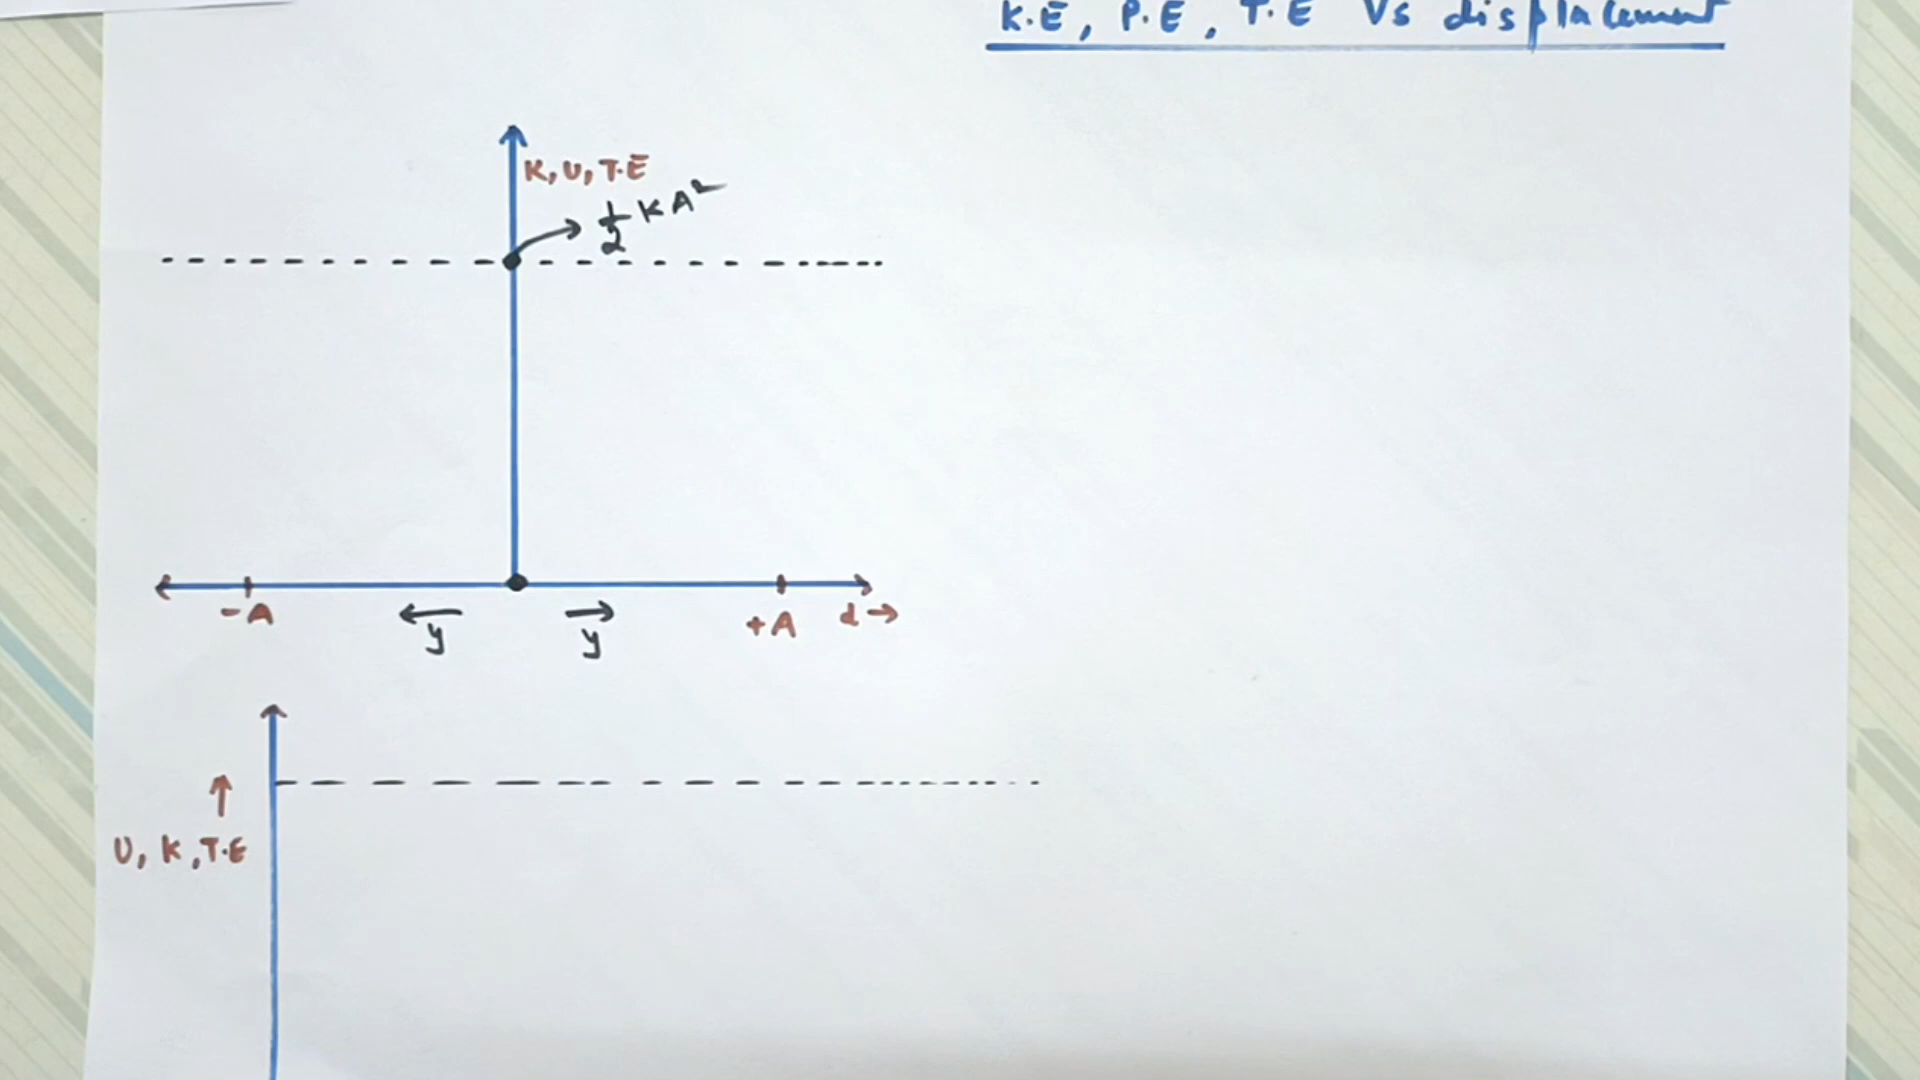 K.E, P.E, T.E Vs displacement
K, U, T.E
1/2 KA²
-A
y
y
+A
d→
U, K, T.E